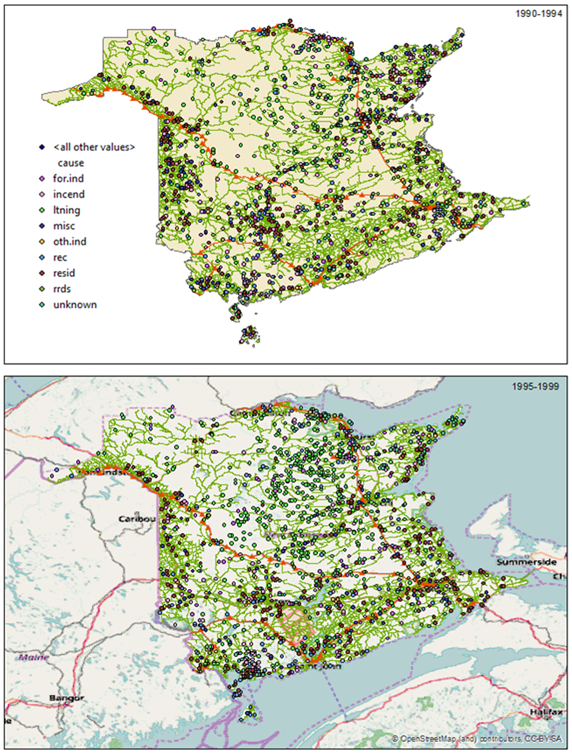 1990-1994
<all other values>
cause
for.ind
incend
ltning
misc
oth.ind
rec
resid
rrds
unknown
1995-1999
Caribou
Summerside
Maine
Bangor
Halifax
© OpenStreetMap (and) contributors, CC-BY-SA